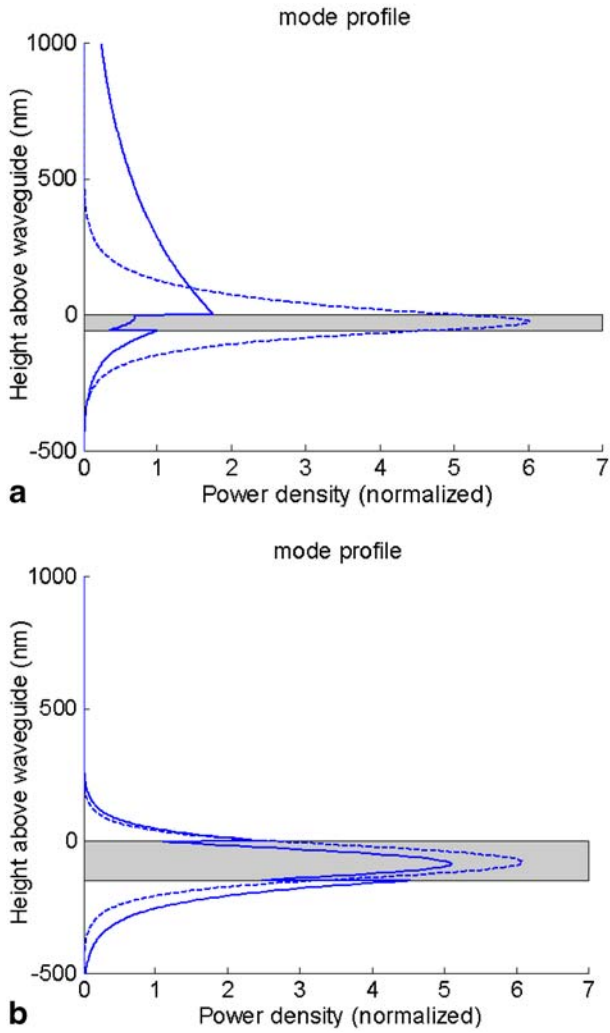 mode profile
1000
500
0
-500
Height above waveguide (nm)
0 1 2 3 4 5 6 7
Power density (normalized)
a
mode profile
1000
500
0
-500
Height above waveguide (nm)
0 1 2 3 4 5 6 7
Power density (normalized)
b